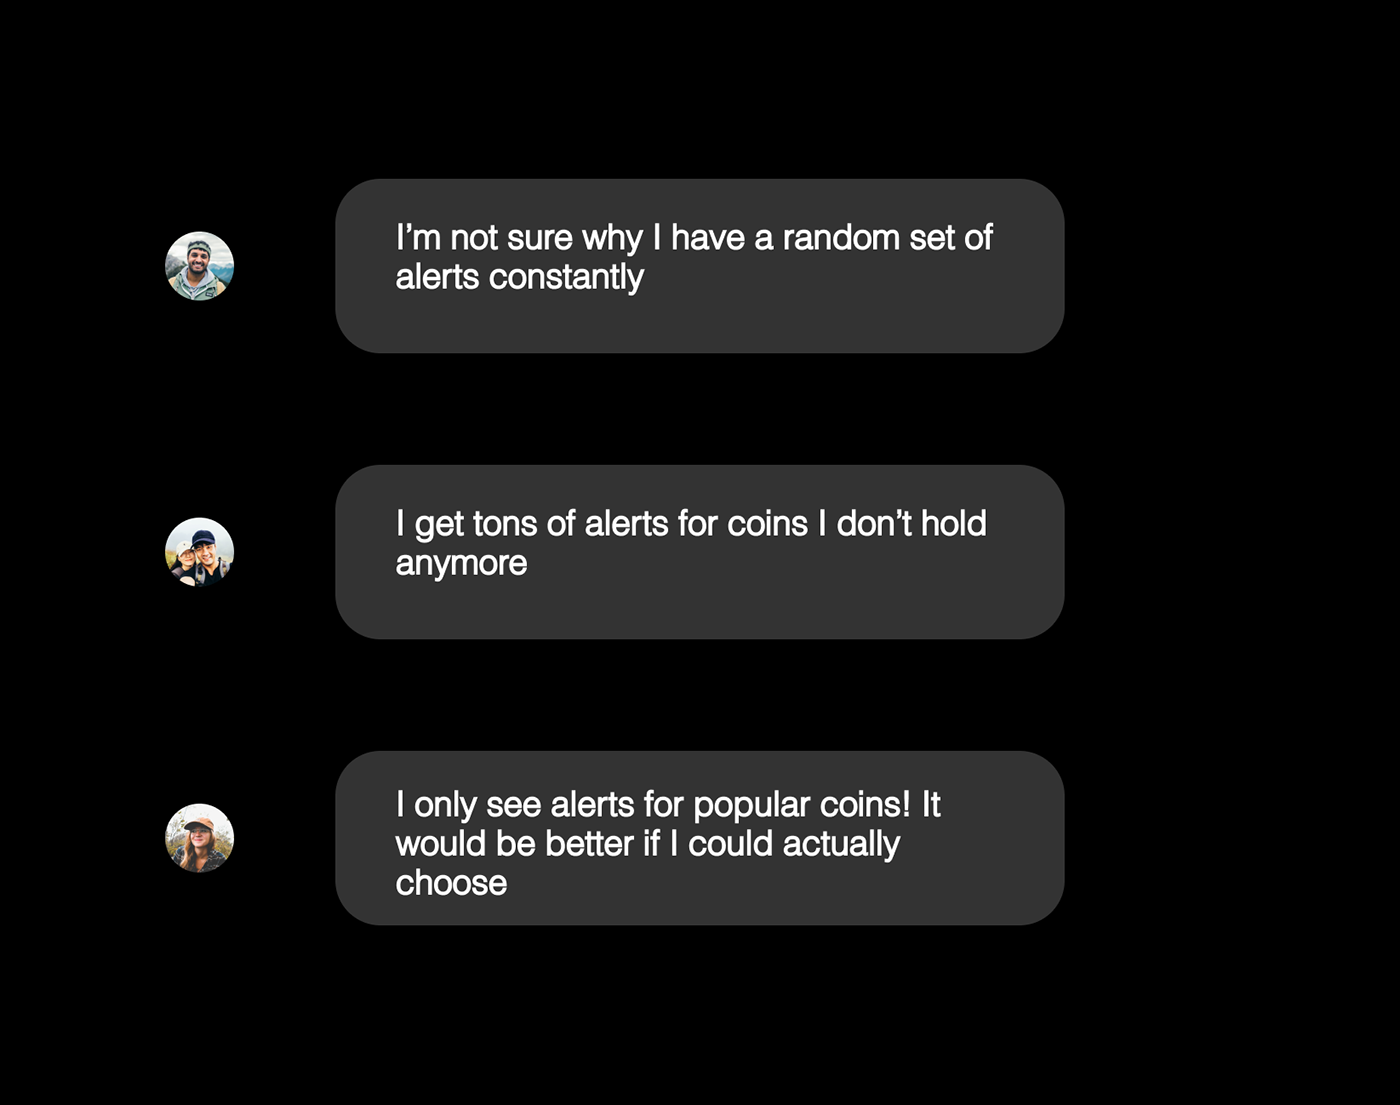 I’m not sure why I have a random set of
alerts constantly
I get tons of alerts for coins I don’t hold
anymore
I only see alerts for popular coins! It
would be better if I could actually
choose